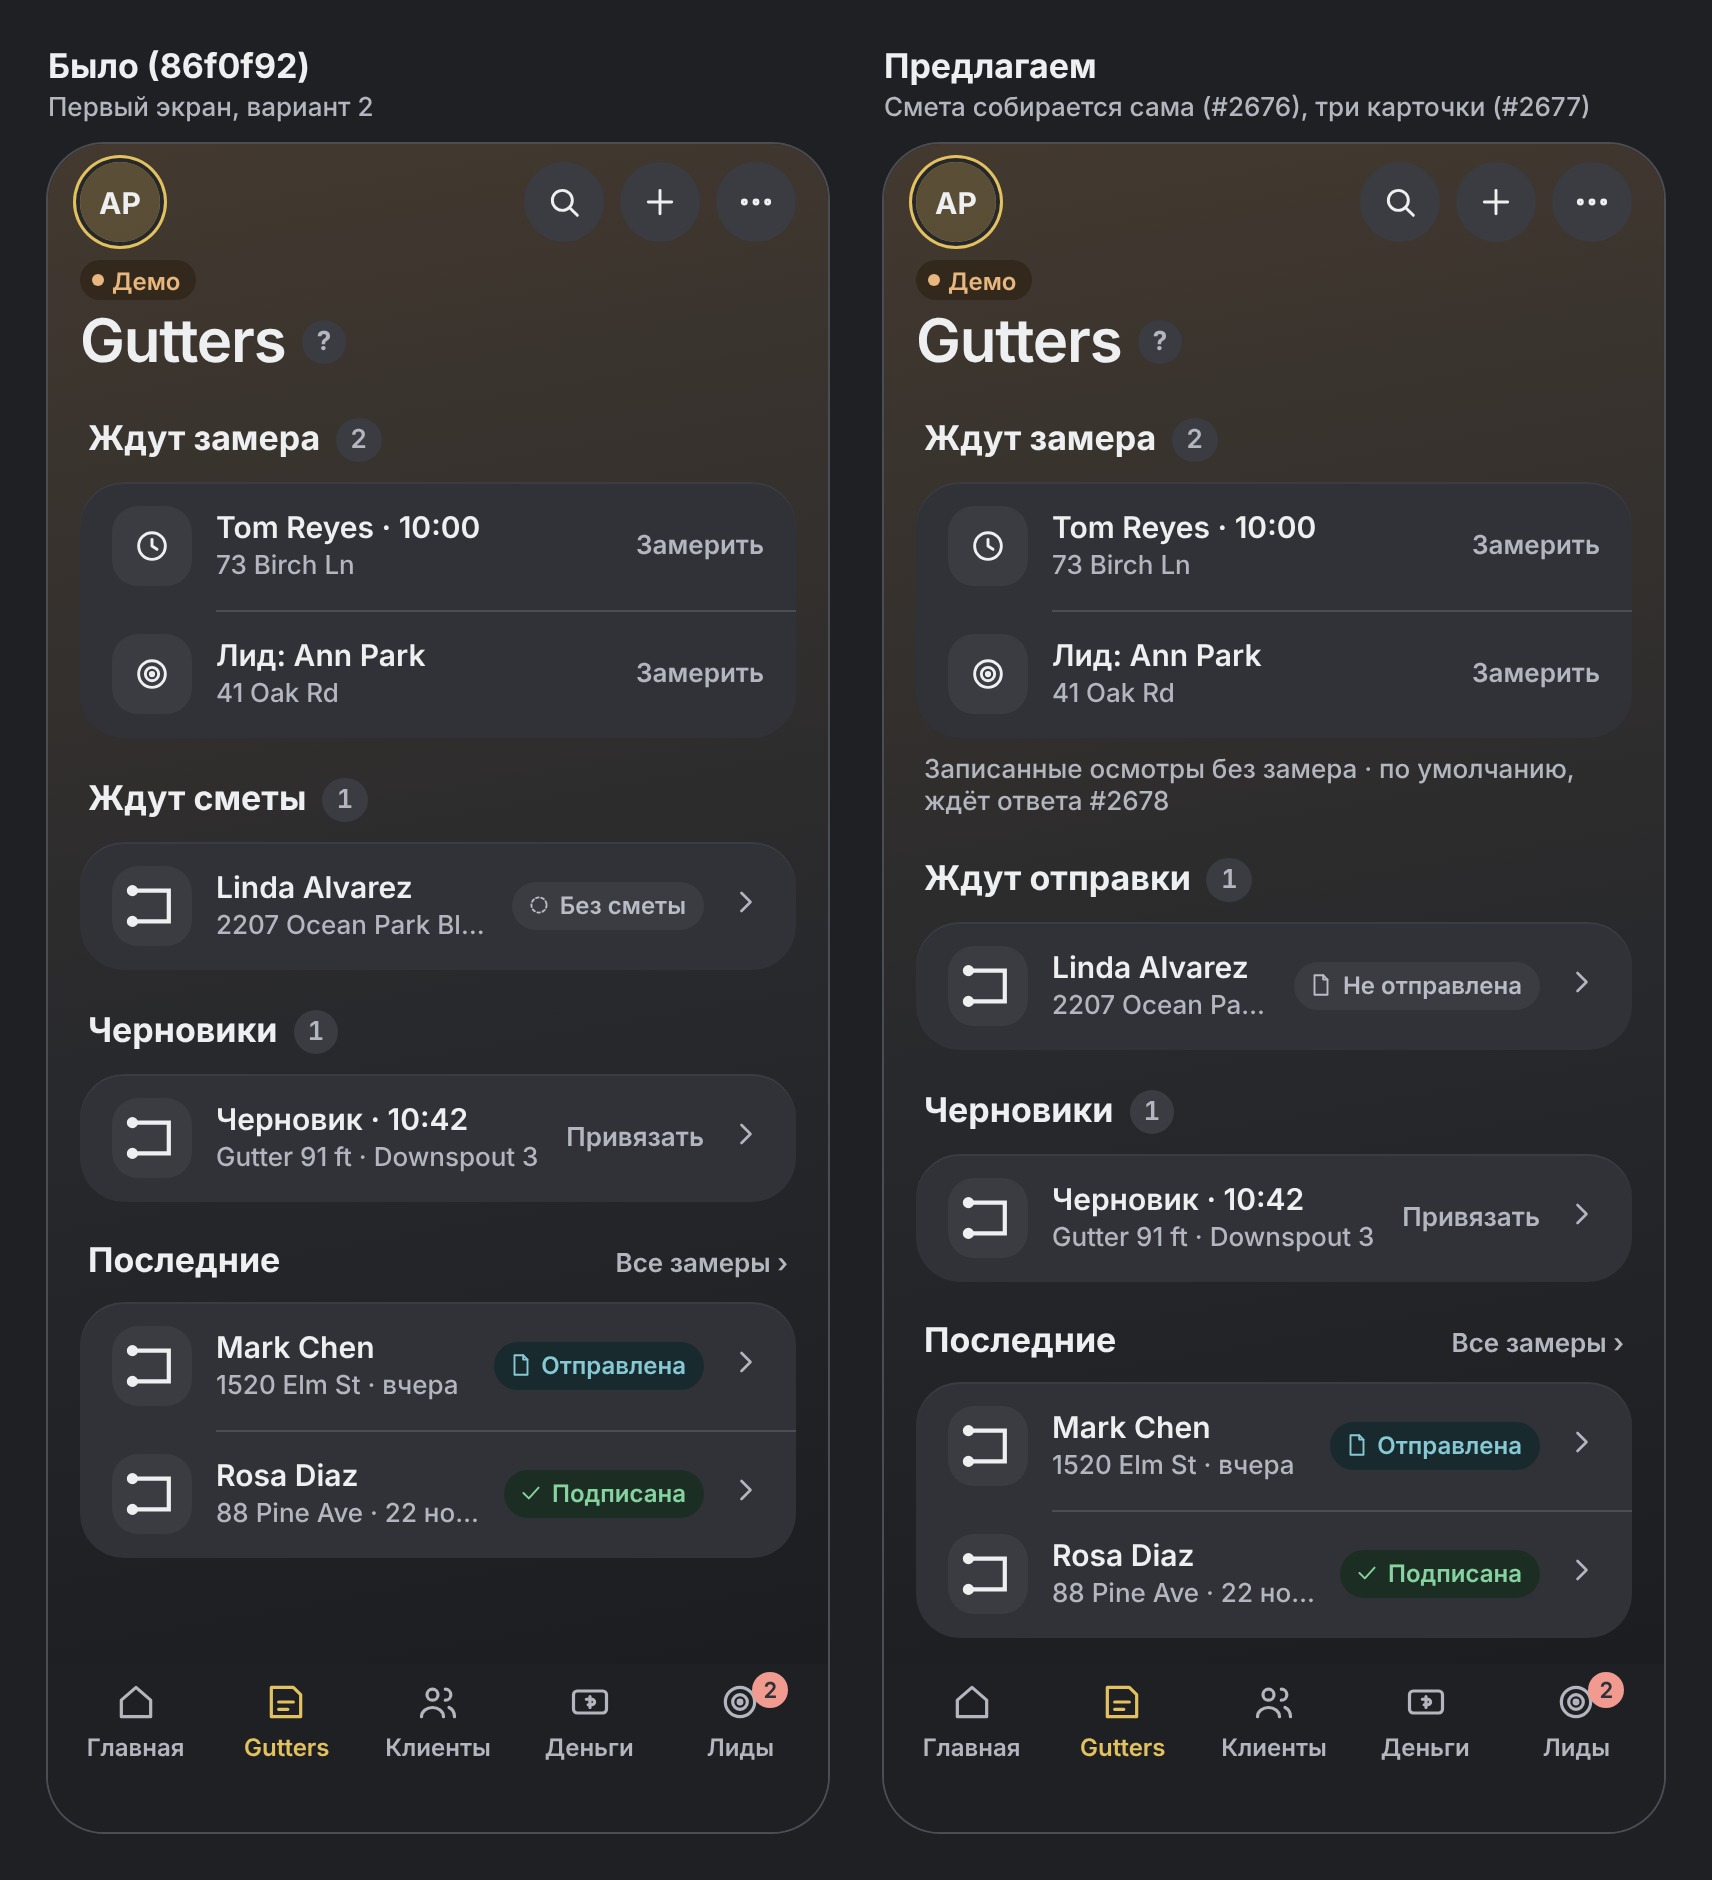 Было (86f0f92)
Первый экран, вариант 2
AP
Демо
Gutters ?
Ждут замера 2
Tom Reyes · 10:00
73 Birch Ln
Замерить
Лид: Ann Park
41 Oak Rd
Замерить
Ждут сметы 1
Linda Alvarez
2207 Ocean Park Bl...
Без сметы
Черновики 1
Черновик · 10:42
Gutter 91 ft · Downspout 3
Привязать
Последние
Все замеры ›
Mark Chen
1520 Elm St · вчера
Отправлена
Rosa Diaz
88 Pine Ave · 22 но...
Подписана
Главная
Gutters
Клиенты
Деньги
2
Лиды
Предлагаем
Смета собирается сама (#2676), три карточки (#2677)
AP
Демо
Gutters ?
Ждут замера 2
Tom Reyes · 10:00
73 Birch Ln
Замерить
Лид: Ann Park
41 Oak Rd
Замерить
Записанные осмотры без замера · по умолчанию,
ждёт ответа #2678
Ждут отправки 1
Linda Alvarez
2207 Ocean Pa...
Не отправлена
Черновики 1
Черновик · 10:42
Gutter 91 ft · Downspout 3
Привязать
Последние
Все замеры ›
Mark Chen
1520 Elm St · вчера
Отправлена
Rosa Diaz
88 Pine Ave · 22 но...
Подписана
Главная
Gutters
Клиенты
Деньги
2
Лиды